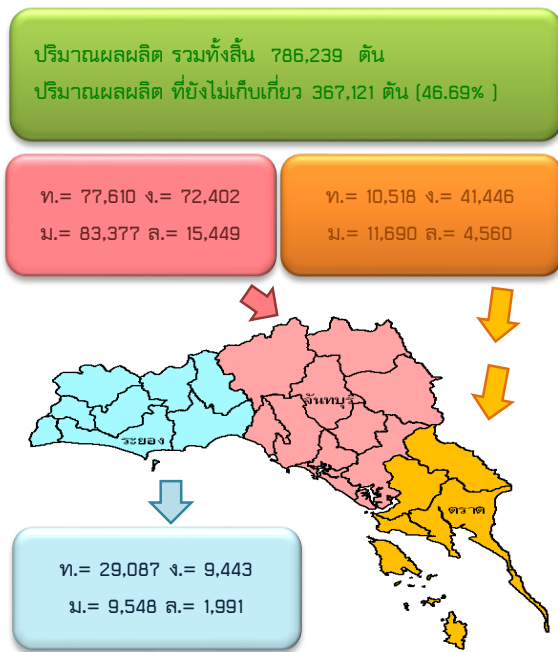 ปริมาณผลผลิต รวมทั้งสิ้น 786,239 ตัน
ปริมาณผลผลิต ที่ยังไม่เก็บเกี่ยว 367,121 ตัน (46.69% )
ท.= 77,610 ง.= 72,402
ม.= 83,377 ล.= 15,449
ท.= 10,518 ง.= 41,446
ม.= 11,690 ล.= 4,560
จันทบุรี
ระยอง
ตราด
ท.= 29,087 ง.= 9,443
ม.= 9,548 ล.= 1,991